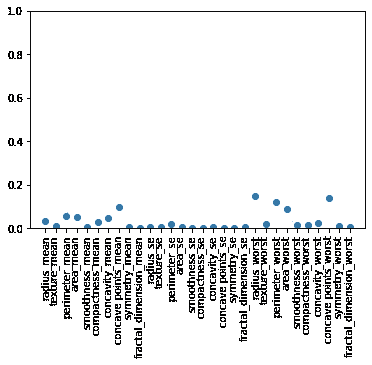 1.0
0.8
0.6
0.4
0.2
0.0
radius_mean
texture_mean
perimeter_mean
area_mean
smoothness_mean
compactness_mean
concavity_mean
concave points_mean
symmetry_mean
fractal_dimension_mean
radius_se
texture_se
perimeter_se
area_se
smoothness_se
compactness_se
concavity_se
concave points_se
symmetry_se
fractal_dimension_se
radius_worst
texture_worst
perimeter_worst
area_worst
smoothness_worst
compactness_worst
concavity_worst
concave points_worst
symmetry_worst
fractal_dimension_worst